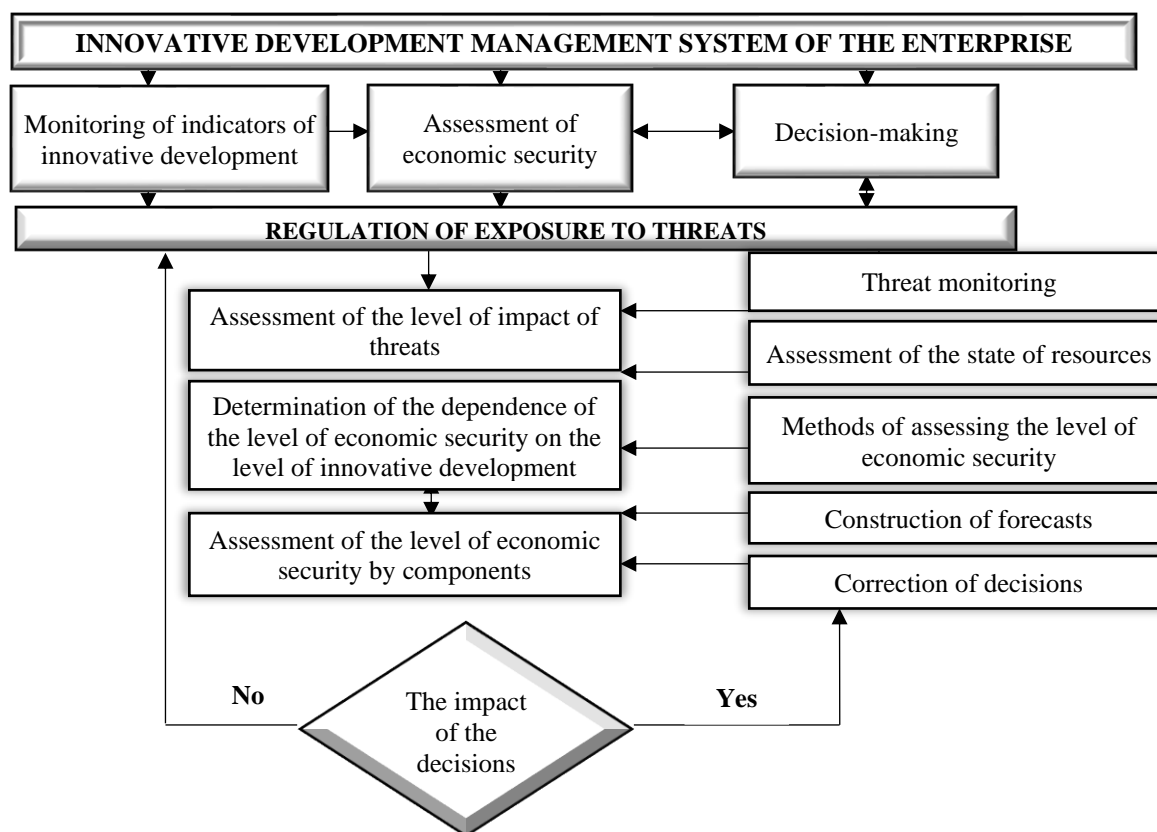 INNOVATIVE DEVELOPMENT MANAGEMENT SYSTEM OF THE ENTERPRISE
Monitoring of indicators of
innovative development
Assessment of
economic security
Decision-making
REGULATION OF EXPOSURE TO THREATS
Assessment of the level of impact of
threats
Determination of the dependence of
the level of economic security on the
level of innovative development
Assessment of the level of economic
security by components
Threat monitoring
Assessment of the state of resources
Methods of assessing the level of
economic security
Construction of forecasts
Correction of decisions
No
The impact
of the
decisions
Yes